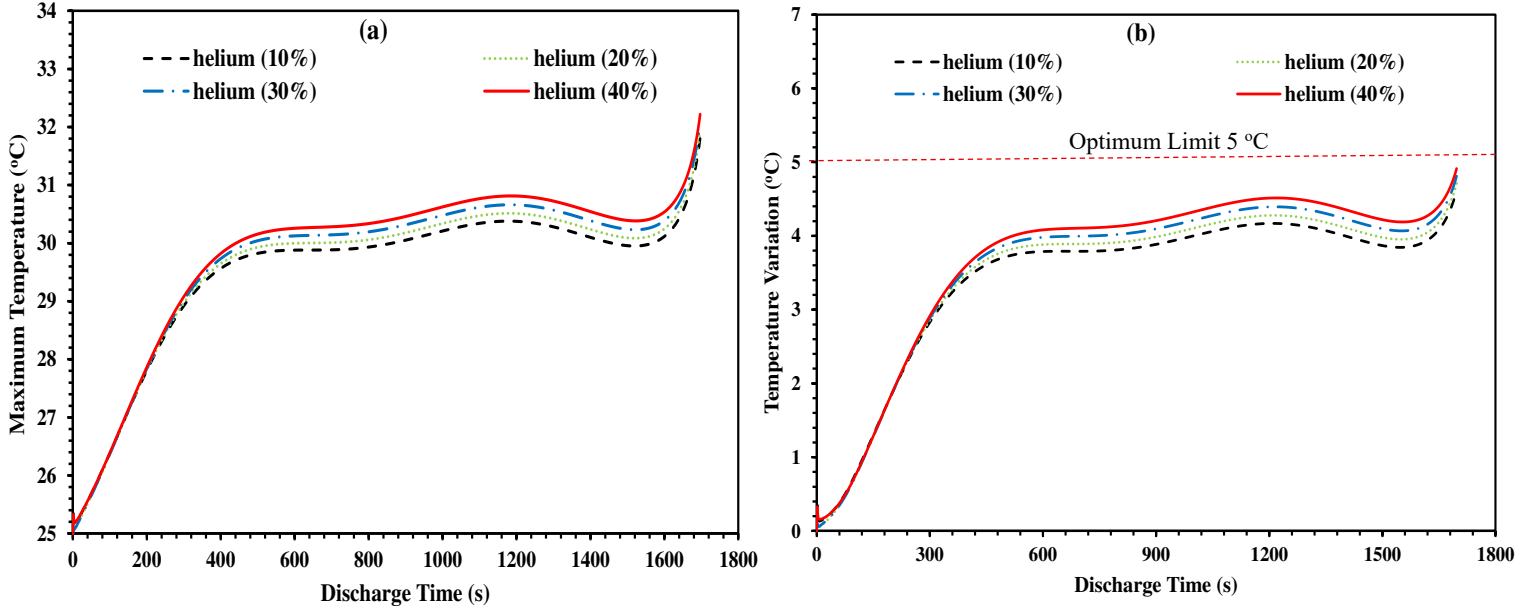 (a)
helium (10%)
helium (20%)
helium (30%)
helium (40%)
Maximum Temperature (ºC)
34
33
32
31
30
29
28
27
26
25
0
200
400
600
800
1000
1200
1400
1600
1800
Discharge Time (s)
(b)
helium (10%)
helium (20%)
helium (30%)
helium (40%)
Optimum Limit 5 ºC
Temperature Variation (ºC)
7
6
5
4
3
2
1
0
0
300
600
900
1200
1500
1800
Discharge Time (s)